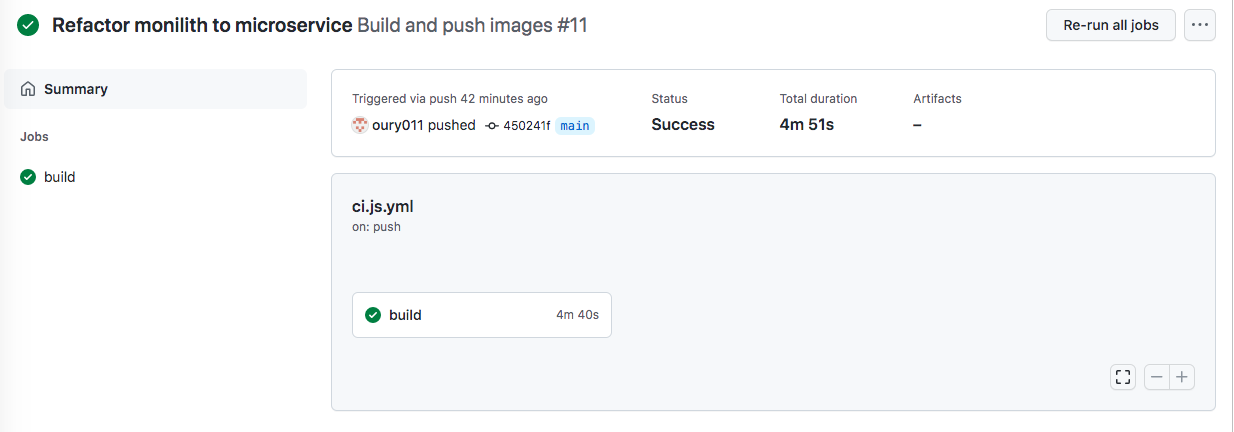 Refactor monilith to microservice Build and push images #11
Re-run all jobs
Summary
Jobs
build
Triggered via push 42 minutes ago
oury011 pushed 450241f main
Status
Success
Total duration
4m 51s
Artifacts
–
ci.js.yml
on: push
build 4m 40s